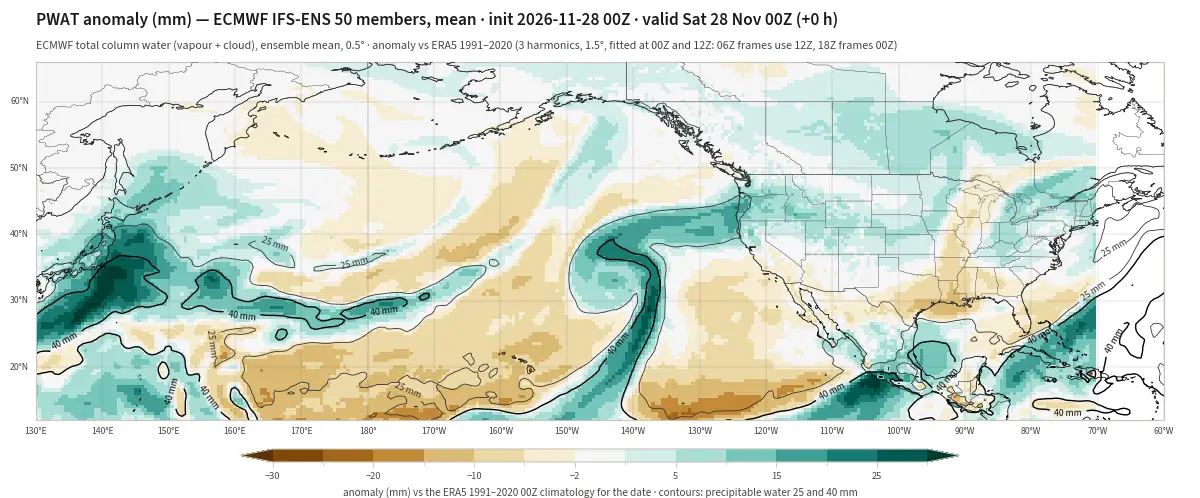 PWAT anomaly (mm) — ECMWF IFS-ENS 50 members, mean · init 2026-11-28 00Z · valid Sat 28 Nov 00Z (+0 h)
ECMWF total column water (vapour + cloud), ensemble mean, 0.5° · anomaly vs ERA5 1991–2020 (3 harmonics, 1.5°, fitted at 00Z and 12Z: 06Z frames use 12Z, 18Z frames 00Z)
60°N
50°N
40°N
30°N
20°N
25 mm
25 mm
25 mm
25 mm
40 mm
40 mm
40 mm
25 mm
40 mm
40 mm
40 mm
25 mm
40 mm
25 mm
40 mm
40 mm
40 mm
40 mm
130°E
140°E
150°E
160°E
170°E
180°
170°W
160°W
150°W
140°W
130°W
120°W
110°W
100°W
90°W
80°W
70°W
60°W
−30
−20
−10
−2
5
15
25
anomaly (mm) vs the ERA5 1991–2020 00Z climatology for the date · contours: precipitable water 25 and 40 mm